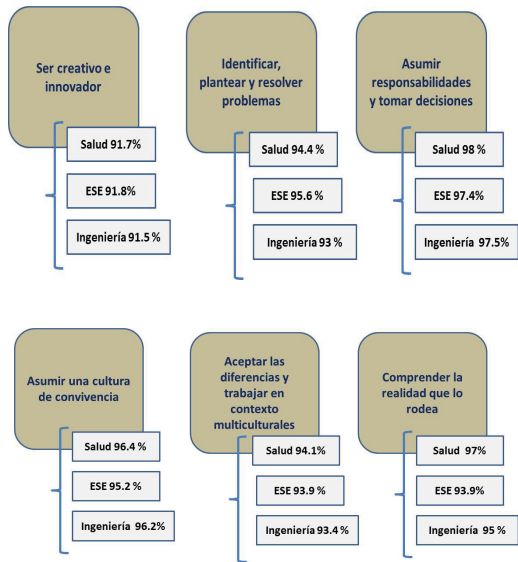 Ser creativo e
innovador
Salud 91.7%
ESE 91.8%
Ingeniería 91.5 %
Identificar,
plantear y resolver
problemas
Salud 94.4 %
ESE 95.6 %
Ingeniería 93 %
Asumir
responsabilidades
y tomar decisiones
Salud 98 %
ESE 97.4%
Ingeniería 97.5%
Asumir una cultura
de convivencia
Salud 96.4 %
ESE 95.2 %
Ingeniería 96.2%
Aceptar las
diferencias y
trabajar en
contexto
multiculturales
Salud 94.1%
ESE 93.9 %
Ingeniería 93.4 %
Comprender la
realidad que lo
rodea
Salud 97%
ESE 93.9%
Ingeniería 95 %